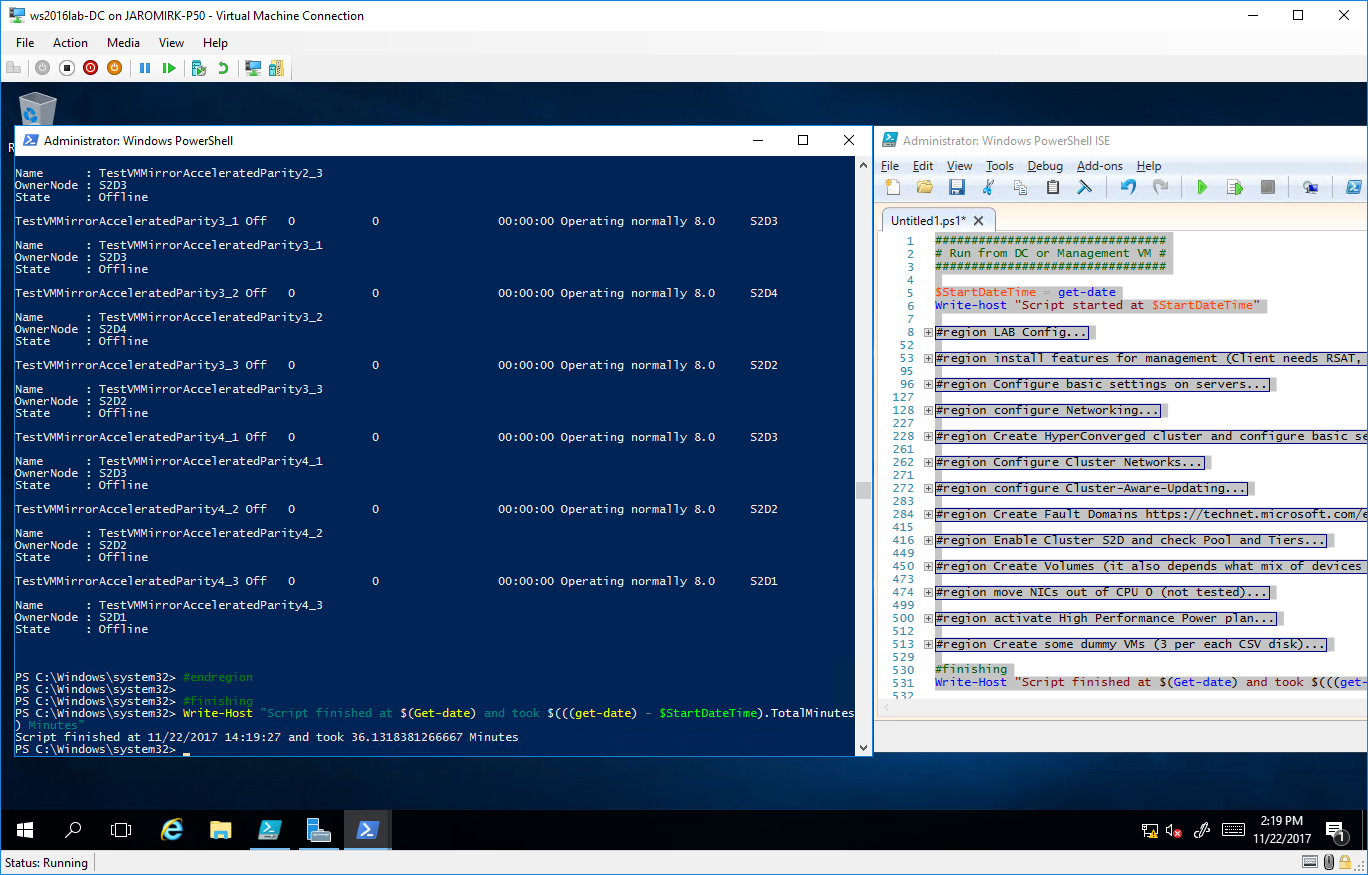 ws2016lab-DC on JAROMIRK-P50 - Virtual Machine Connection
File Action Media View Help
Administrator: Windows PowerShell
Name : TestVMMirrorAcceleratedParity2_3
OwnerNode : S2D3
State : Offline
TestVMMirrorAcceleratedParity3_1 Off 0 0 00:00:00 Operating normally 8.0 S2D3
Name : TestVMMirrorAcceleratedParity3_1
OwnerNode : S2D3
State : Offline
TestVMMirrorAcceleratedParity3_2 Off 0 0 00:00:00 Operating normally 8.0 S2D4
Name : TestVMMirrorAcceleratedParity3_2
OwnerNode : S2D4
State : Offline
TestVMMirrorAcceleratedParity3_3 Off 0 0 00:00:00 Operating normally 8.0 S2D2
Name : TestVMMirrorAcceleratedParity3_3
OwnerNode : S2D2
State : Offline
TestVMMirrorAcceleratedParity4_1 Off 0 0 00:00:00 Operating normally 8.0 S2D3
Name : TestVMMirrorAcceleratedParity4_1
OwnerNode : S2D3
State : Offline
TestVMMirrorAcceleratedParity4_2 Off 0 0 00:00:00 Operating normally 8.0 S2D2
Name : TestVMMirrorAcceleratedParity4_2
OwnerNode : S2D2
State : Offline
TestVMMirrorAcceleratedParity4_3 Off 0 0 00:00:00 Operating normally 8.0 S2D1
Name : TestVMMirrorAcceleratedParity4_3
OwnerNode : S2D1
State : Offline
PS C:\Windows\system32> #endregion
PS C:\Windows\system32>
PS C:\Windows\system32> #finishing
PS C:\Windows\system32> Write-Host "Script finished at $(Get-date) and took $(((get-date) - $StartDateTime).TotalMinutes
) Minutes"
Script finished at 11/22/2017 14:19:27 and took 36.1318381266667 Minutes
PS C:\Windows\system32>
Administrator: Windows PowerShell ISE
File Edit View Tools Debug Add-ons Help
Untitled1.ps1*
1 ################################
2 # Run from DC or Management VM #
3 ################################
4
5 $StartDateTime = get-date
6 Write-host "Script started at $StartDateTime"
7
8 #region LAB Config...
52
53 #region install features for management (Client needs RSAT,
95
96 #region Configure basic settings on servers...
127
128 #region configure Networking...
227
228 #region Create HyperConverged cluster and configure basic se
261
262 #region Configure Cluster Networks...
271
272 #region configure Cluster-Aware-Updating...
283
284 #region Create Fault Domains https://technet.microsoft.com/e
415
416 #region Enable Cluster S2D and check Pool and Tiers...
449
450 #region Create Volumes (it also depends what mix of devices
473
474 #region move NICs out of CPU 0 (not tested)...
499
500 #region activate High Performance Power plan...
512
513 #region Create some dummy VMs (3 per each CSV disk)...
529
530 #finishing
531 Write-Host "Script finished at $(Get-date) and took $(((get-
532
2:19 PM
11/22/2017
1
Status: Running